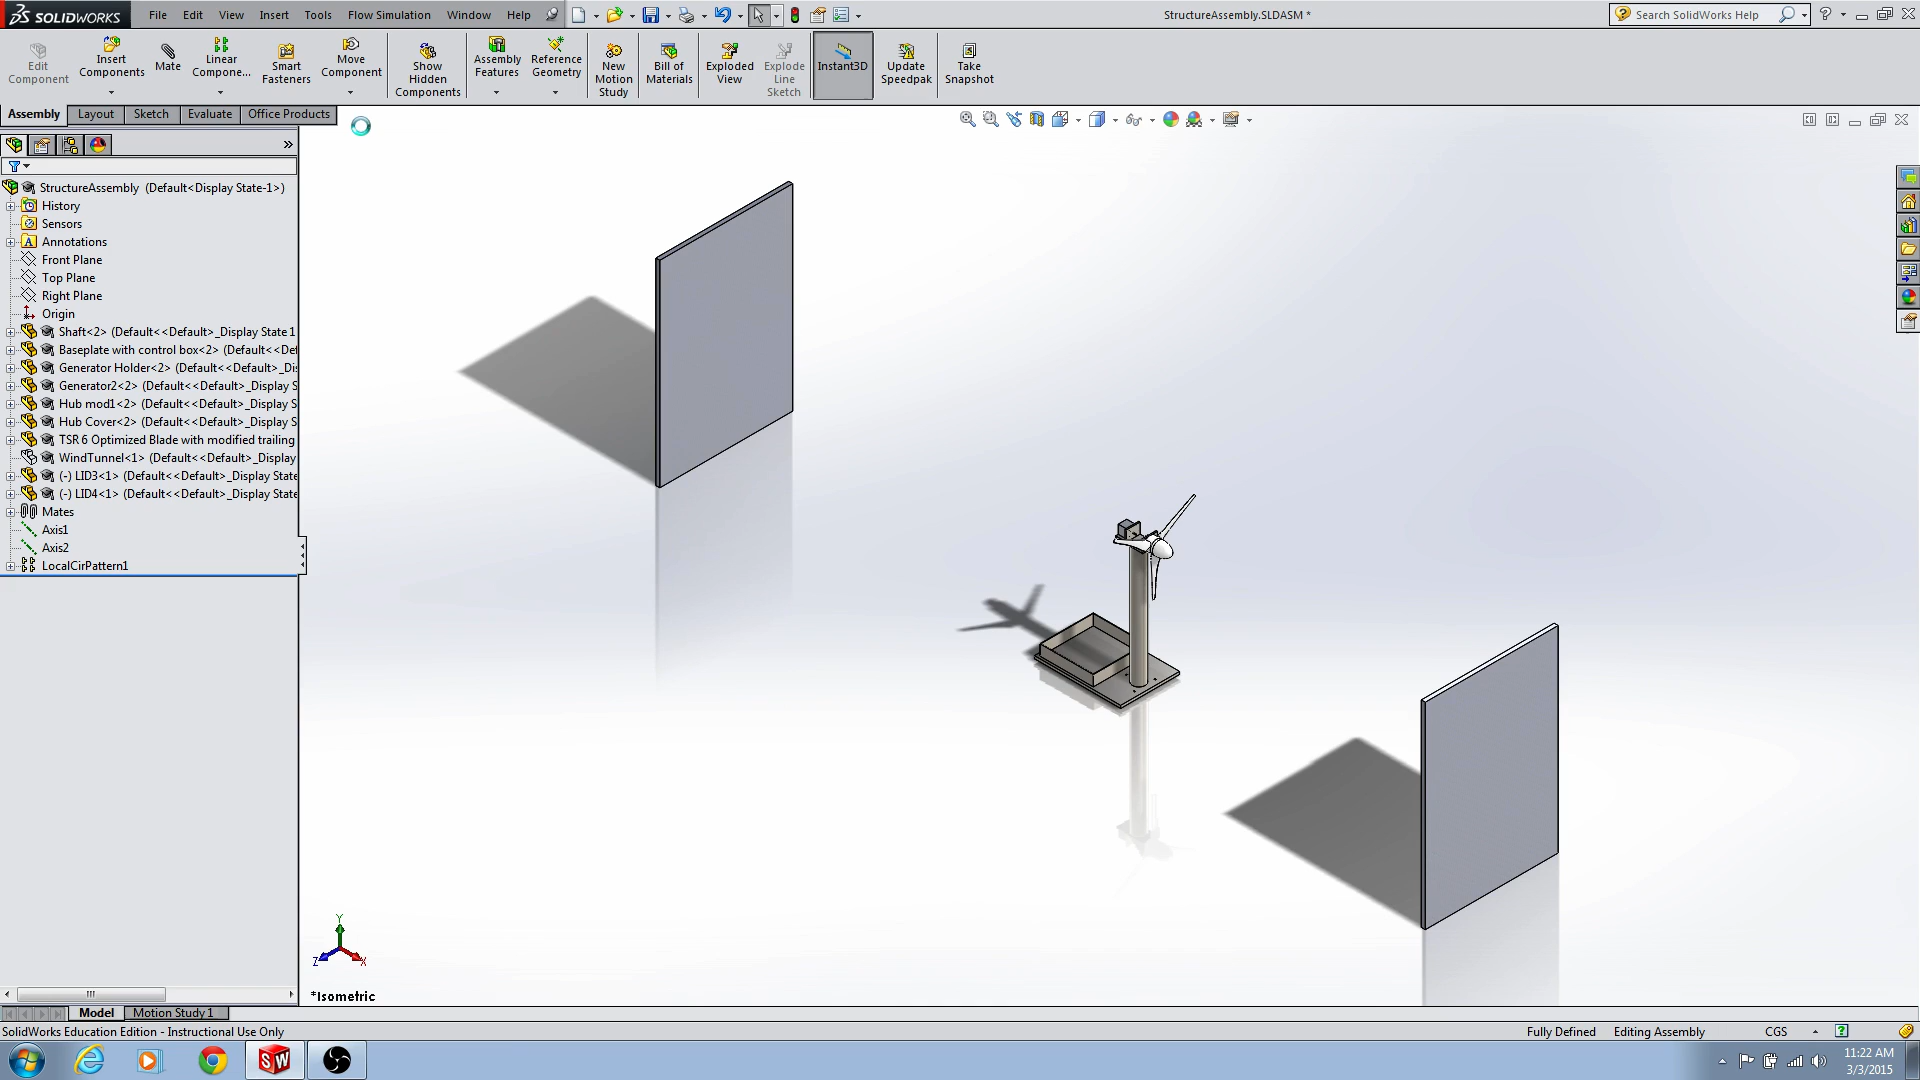 SOLIDWORKS File Edit View Insert Tools Flow Simulation Window Help StructureAssembly.SLDASM * Search SolidWorks Help
Edit Component
Insert Components
Mate
Linear Compone...
Smart Fasteners
Move Component
Show Hidden Components
Assembly Features
Reference Geometry
New Motion Study
Bill of Materials
Exploded View
Explode Line Sketch
Instant3D
Update Speedpak
Take Snapshot
Assembly Layout Sketch Evaluate Office Products
StructureAssembly (Default<Display State-1>)
History
Sensors
Annotations
Front Plane
Top Plane
Right Plane
Origin
Shaft<2> (Default<<Default>_Display State 1
Baseplate with control box<2> (Default<<Def
Generator Holder<2> (Default<<Default>_Di
Generator2<2> (Default<<Default>_Display S
Hub mod1<2> (Default<<Default>_Display S
Hub Cover<2> (Default<<Default>_Display S
TSR 6 Optimized Blade with modified trailing
WindTunnel<1> (Default<<Default>_Display
(-) LID3<1> (Default<<Default>_Display State
(-) LID4<1> (Default<<Default>_Display State
Mates
Axis1
Axis2
LocalCirPattern1
Y
Z X
*Isometric
Model Motion Study 1
SolidWorks Education Edition - Instructional Use Only Fully Defined Editing Assembly CGS
11:22 AM
3/3/2015